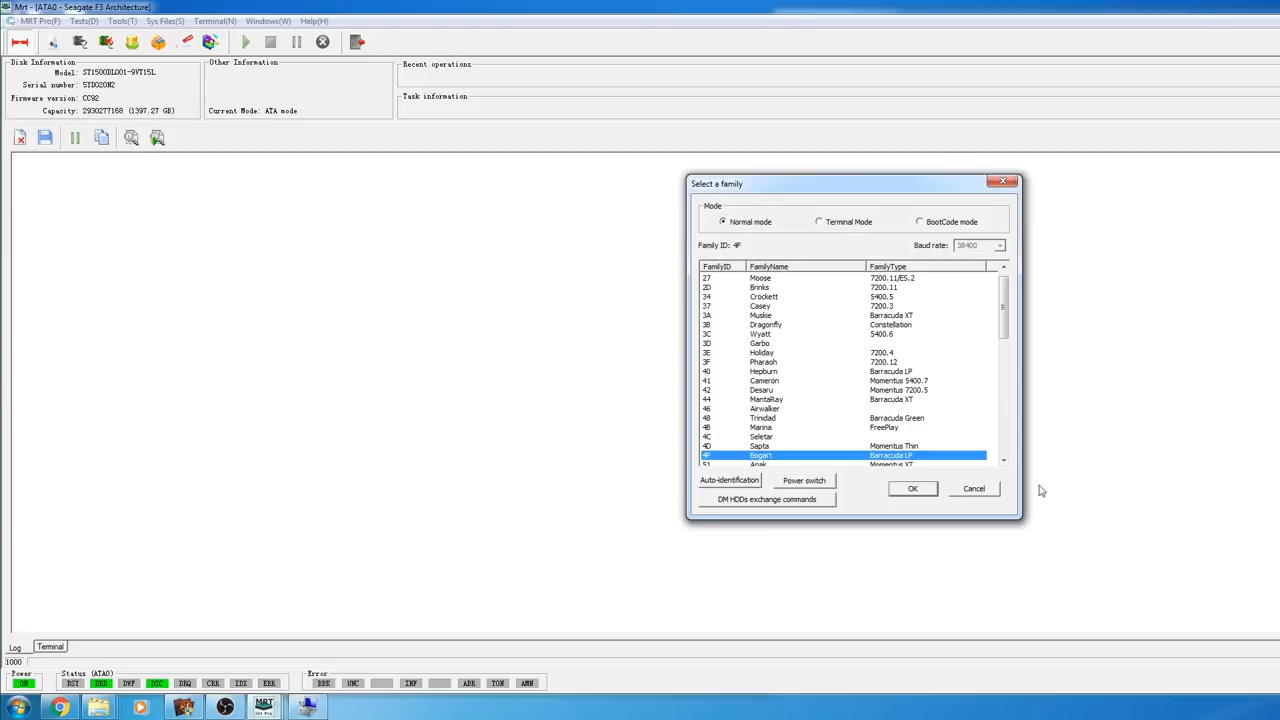 Mrt - [ATA0 - Seagate F3 Architecture]
MRT Pro(F) Tests(D) Tools(T) Sys Files(S) Terminal(N) Windows(W) Help(H)
Disk Information
Model: ST1500DL001-9VT15L
Serial number: 5YD020N2
Firmware version: CC92
Capacity: 2930277168 (1397.27 GB)
Other Information
Current Mode: ATA mode
Recent operations
Task information
Select a family
Mode
Normal mode Terminal Mode BootCode mode
Family ID: 4F Baud rate: 38400
FamilyID FamilyName FamilyType
27 Moose 7200.11/ES.2
2D Brinks 7200.11
34 Crockett 5400.5
37 Casey 7200.3
3A Muskie Barracuda XT
3B Dragonfly Constellation
3C Wyatt 5400.6
3D Garbo
3E Holiday 7200.4
3F Pharaoh 7200.12
40 Hepburn Barracuda LP
41 Cameron Momentus 5400.7
42 Desaru Momentus 7200.5
44 MantaRay Barracuda XT
46 Airwalker
48 Trinidad Barracuda Green
4B Marina FreePlay
4C Seletar
4D Sapta Momentus Thin
4F Bogart Barracuda LP
51 Momentus XT
Auto-identification Power switch OK Cancel
DM HDDs exchange commands
Log Terminal
1000
Power Status (ATA0) Error
ON BSY DRD DWF DSC DRQ CRR IDX ERR BBK UNC INF ABR TON AMN
MRT